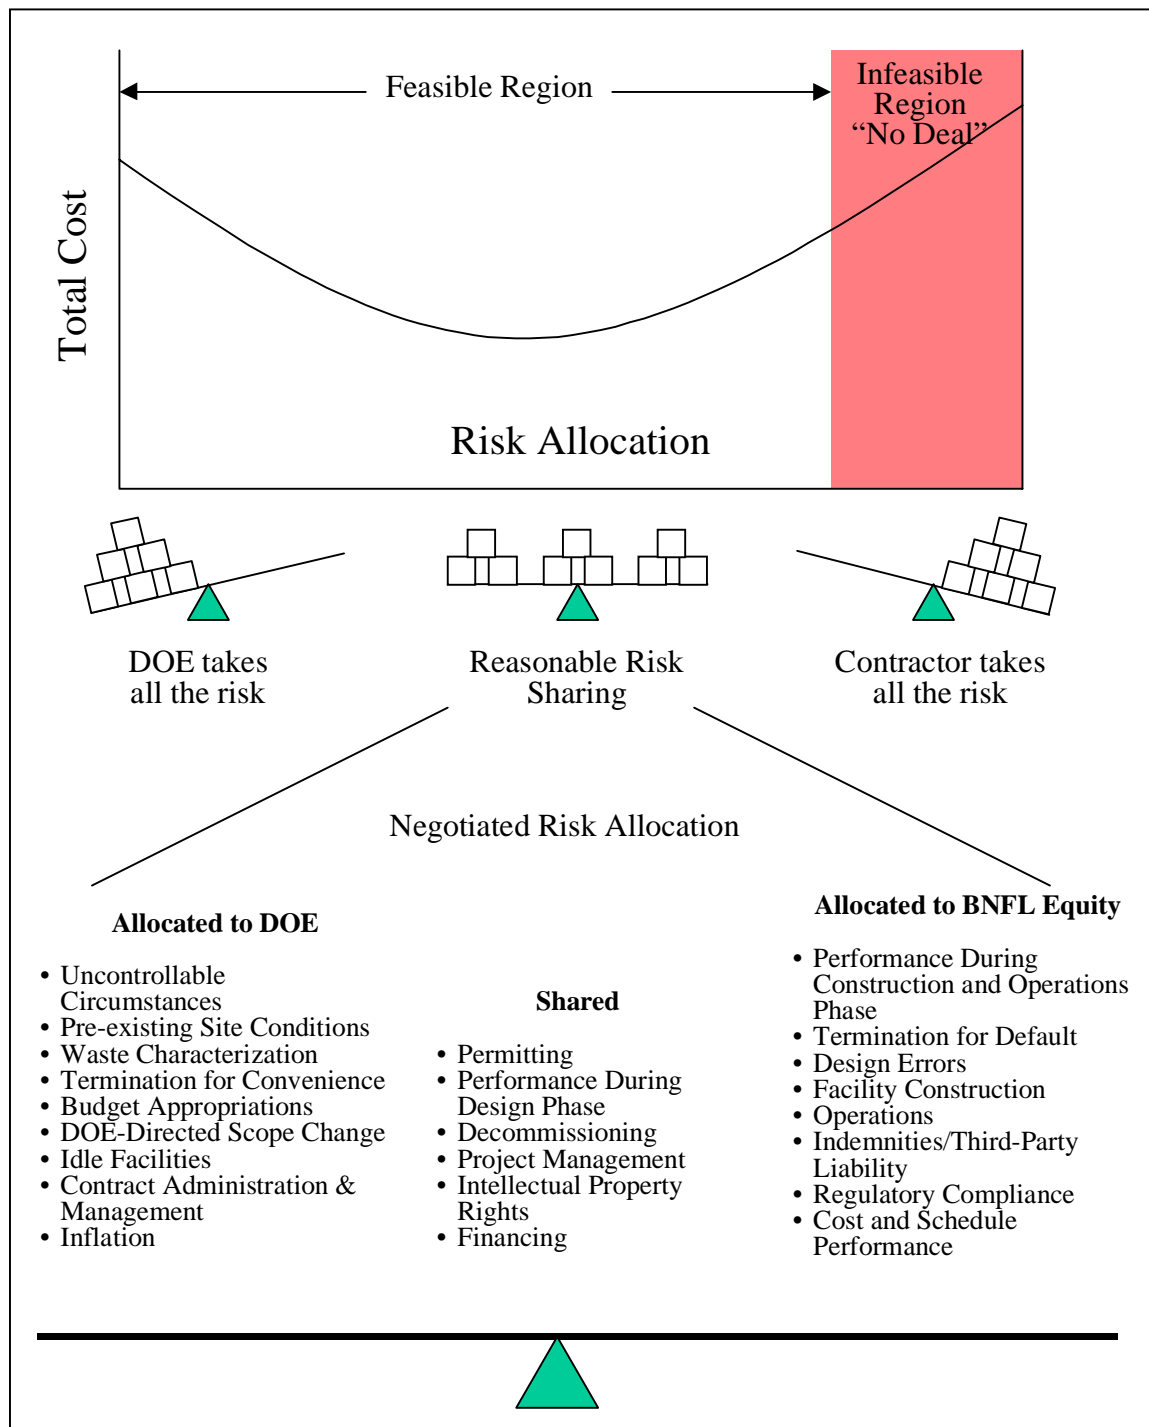 Feasible Region
Infeasible
Region
“No Deal”
Total Cost
Risk Allocation
DOE takes
all the risk
Reasonable Risk
Sharing
Contractor takes
all the risk
Negotiated Risk Allocation
Allocated to DOE
• Uncontrollable
Circumstances
• Pre-existing Site Conditions
• Waste Characterization
• Termination for Convenience
• Budget Appropriations
• DOE-Directed Scope Change
• Idle Facilities
• Contract Administration &
Management
• Inflation
Shared
• Permitting
• Performance During
Design Phase
• Decommissioning
• Project Management
• Intellectual Property
Rights
• Financing
Allocated to BNFL Equity
• Performance During
Construction and Operations
Phase
• Termination for Default
• Design Errors
• Facility Construction
• Operations
• Indemnities/Third-Party
Liability
• Regulatory Compliance
• Cost and Schedule
Performance